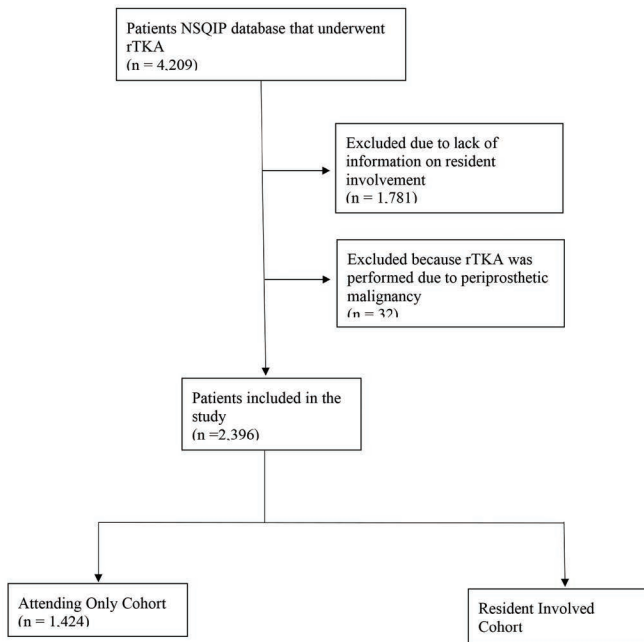 Patients NSQIP database that underwent
rTKA
(n = 4,209)
Excluded due to lack of
information on resident
involvement
(n = 1,781)
Excluded because rTKA was
performed due to periprosthetic
malignancy
(n = 32)
Patients included in the
study
(n =2,396)
Attending Only Cohort
(n = 1,424)
Resident Involved
Cohort